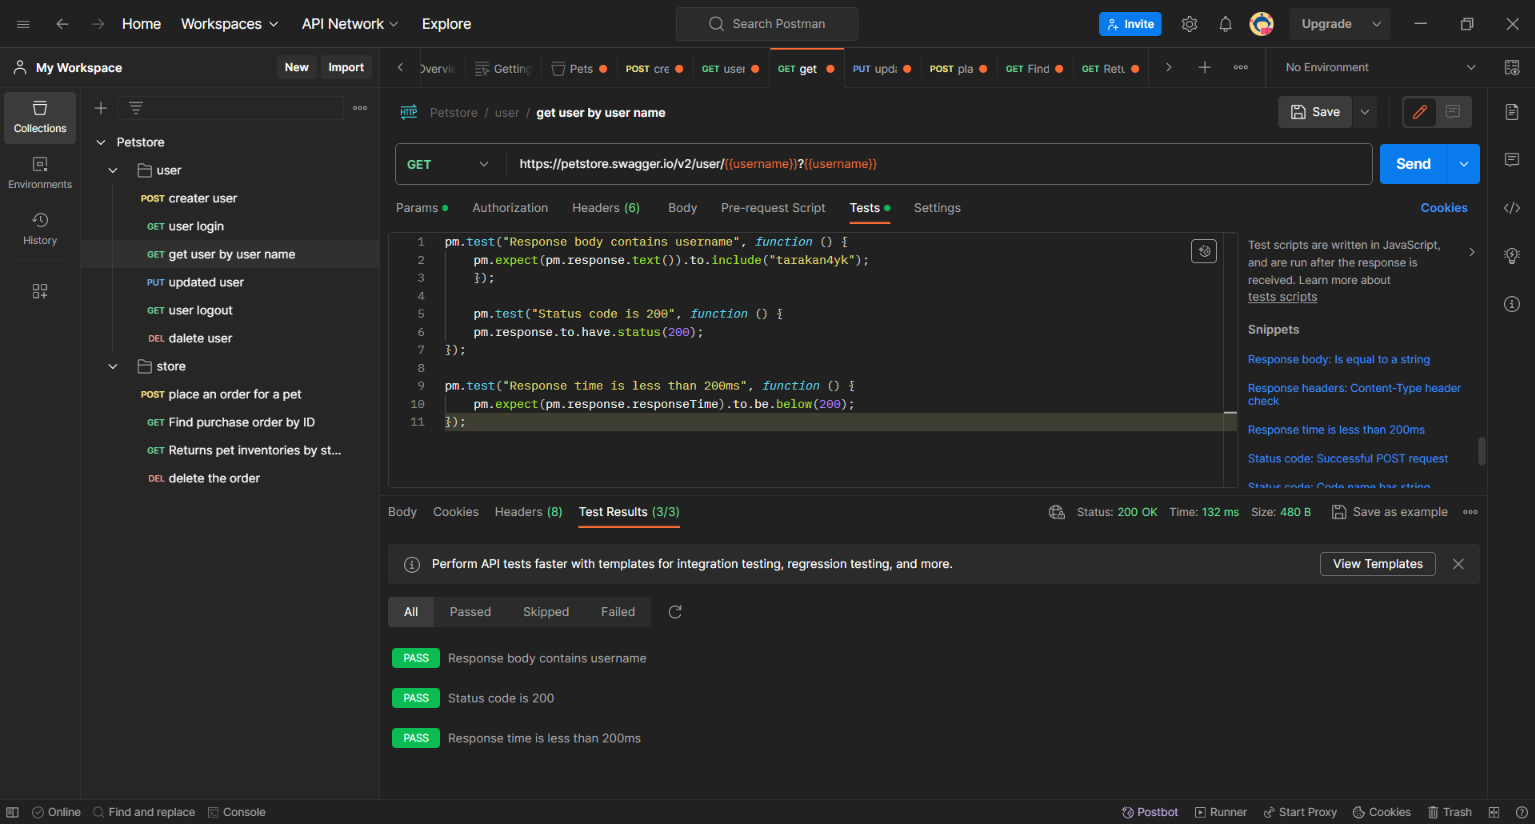 Home Workspaces API Network Explore Search Postman Invite Upgrade
My Workspace New Import Overvie Getting Pets POST cre GET user GET get PUT upda POST pla GET Find GET Retu No Environment
Collections
Environments
History
Petstore
user
POST creater user
GET user login
GET get user by user name
PUT updated user
GET user logout
DEL dalete user
store
POST place an order for a pet
GET Find purchase order by ID
GET Returns pet inventories by st...
DEL delete the order
HTTP Petstore / user / get user by user name Save
GET https://petstore.swagger.io/v2/user/{{username}}?{{username}} Send
Params Authorization Headers (6) Body Pre-request Script Tests Settings Cookies
1 pm.test("Response body contains username", function () {
2 pm.expect(pm.response.text()).to.include("tarakan4yk");
3 });
4
5 pm.test("Status code is 200", function () {
6 pm.response.to.have.status(200);
7 });
8
9 pm.test("Response time is less than 200ms", function () {
10 pm.expect(pm.response.responseTime).to.be.below(200);
11 });
Test scripts are written in JavaScript,
and are run after the response is
received. Learn more about
tests scripts
Snippets
Response body: Is equal to a string
Response headers: Content-Type header
check
Response time is less than 200ms
Status code: Successful POST request
Status code: Code name has string
Body Cookies Headers (8) Test Results (3/3) Status: 200 OK Time: 132 ms Size: 480 B Save as example
Perform API tests faster with templates for integration testing, regression testing, and more. View Templates
All Passed Skipped Failed
PASS Response body contains username
PASS Status code is 200
PASS Response time is less than 200ms
Online Find and replace Console Postbot Runner Start Proxy Cookies Trash